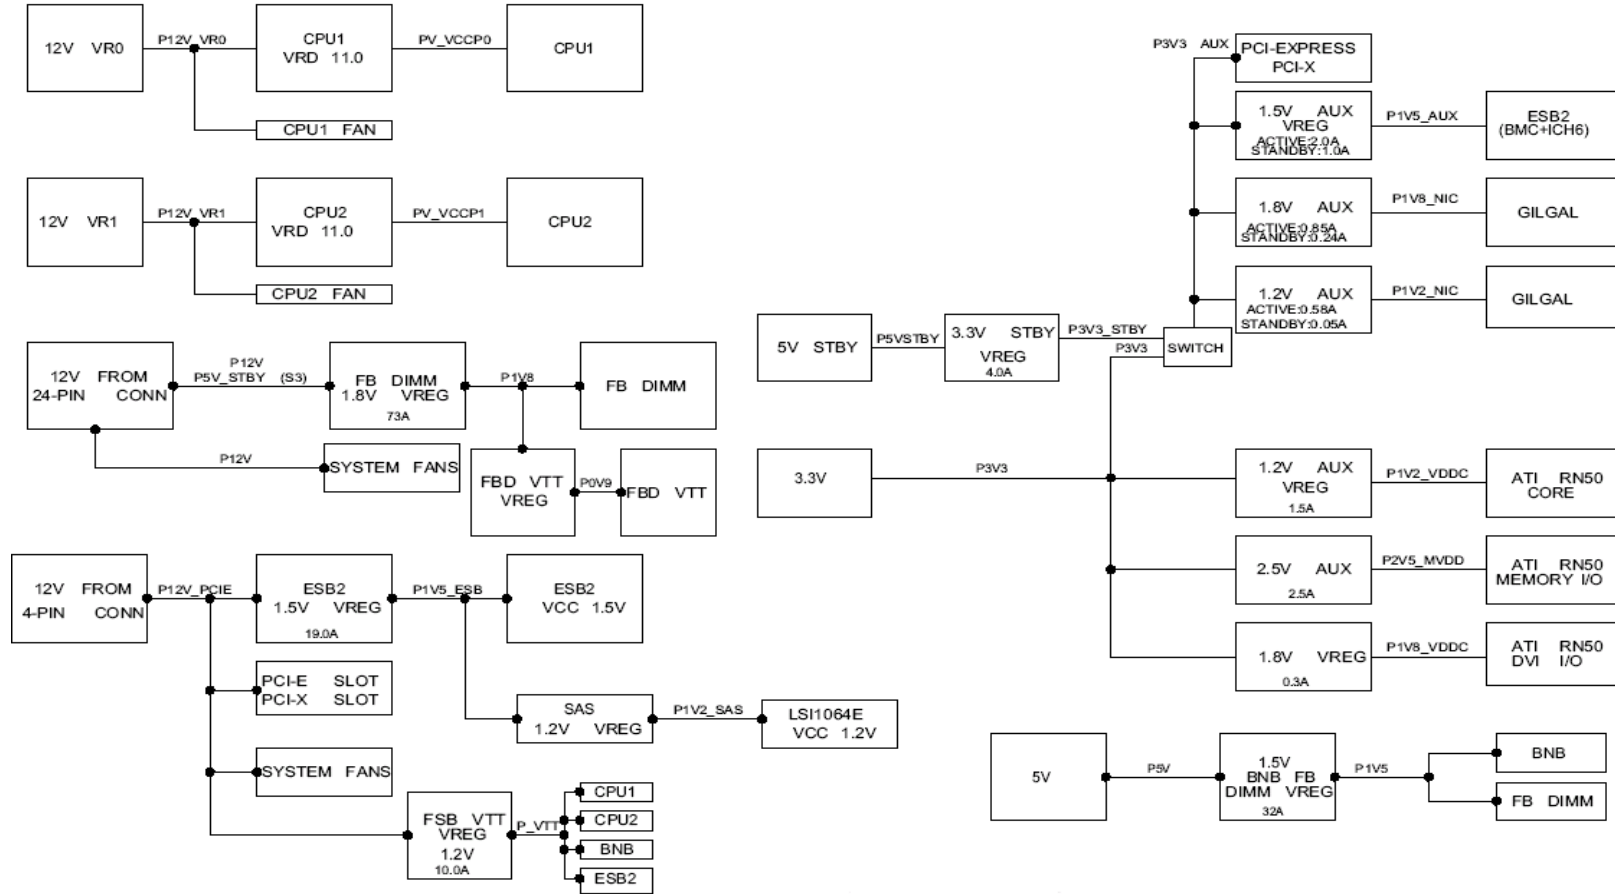 12V VR0
P12V_VR0
CPU1
VRD 11.0
PV_VCCP0
CPU1
CPU1 FAN
12V VR1
P12V_VR1
CPU2
VRD 11.0
PV_VCCP1
CPU2
CPU2 FAN
12V FROM
24-PIN CONN
P12V
P5V_STBY (S3)
FB DIMM
1.8V VREG
73A
P1V8
FB DIMM
P12V
SYSTEM FANS
FBD VTT
VREG
P0V9
FBD VTT
12V FROM
4-PIN CONN
P12V_PCIE
ESB2
1.5V VREG
19.0A
P1V5_ESB
ESB2
VCC 1.5V
PCI-E SLOT
PCI-X SLOT
SAS
1.2V VREG
P1V2_SAS
LSI1064E
VCC 1.2V
SYSTEM FANS
FSB VTT
VREG
1.2V
10.0A
P_VTT
CPU1
CPU2
BNB
ESB2
P3V3 AUX
PCI-EXPRESS
PCI-X
1.5V AUX
VREG
ACTIVE:2.0A
STANDBY:1.0A
P1V5_AUX
ESB2
(BMC+ICH6)
1.8V AUX
ACTIVE:0.85A
STANDBY:0.24A
P1V8_NIC
GILGAL
1.2V AUX
ACTIVE:0.58A
STANDBY:0.05A
P1V2_NIC
GILGAL
5V STBY
P5VSTBY
3.3V STBY
VREG
4.0A
P3V3_STBY
P3V3
SWITCH
3.3V
P3V3
1.2V AUX
VREG
1.5A
P1V2_VDDC
ATI RN50
CORE
2.5V AUX
2.5A
P2V5_MVDD
ATI RN50
MEMORY I/O
1.8V VREG
0.3A
P1V8_VDDC
ATI RN50
DVI I/O
5V
P5V
1.5V
BNB FB
DIMM VREG
32A
P1V5
BNB
FB DIMM